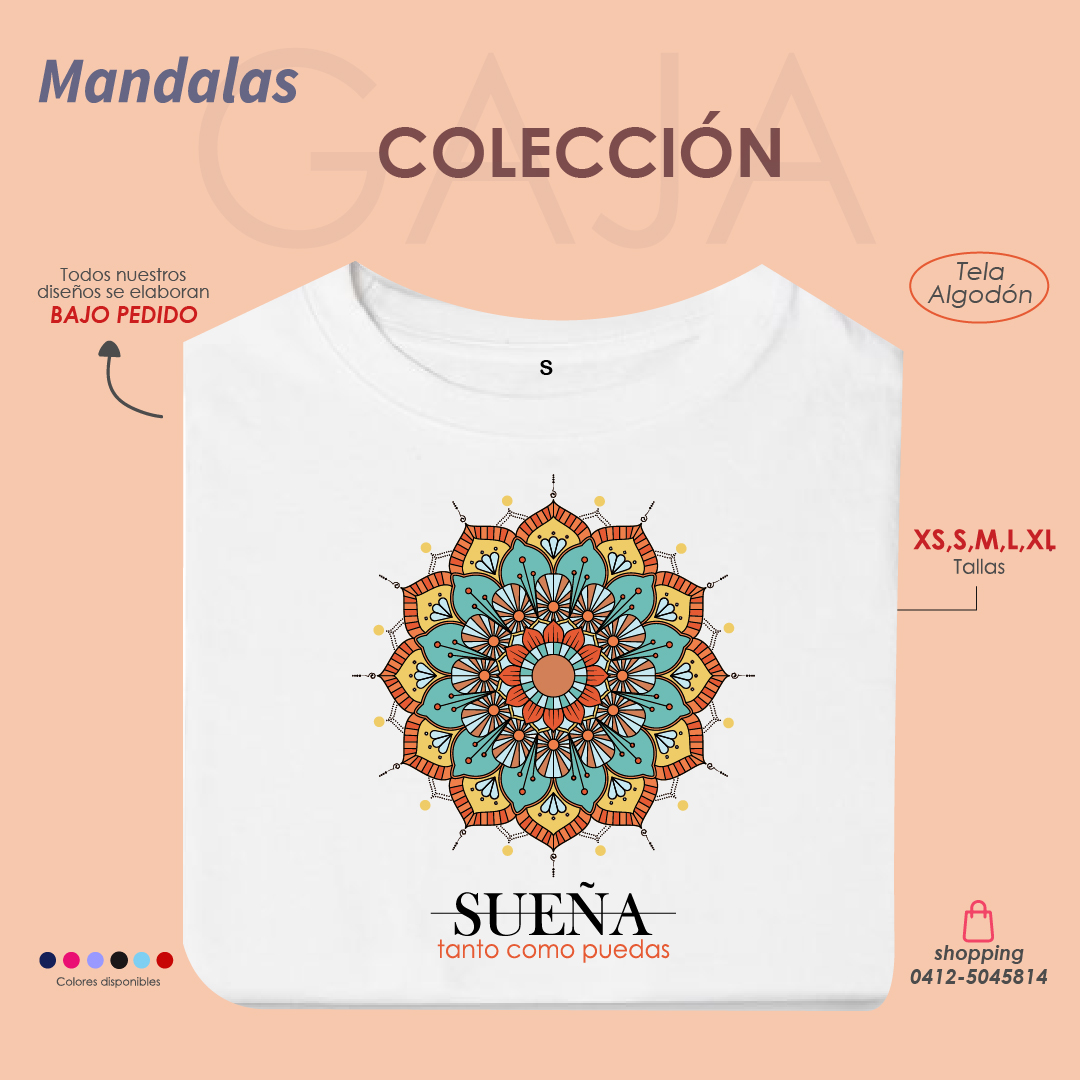 GAJA
Mandalas
COLECCIÓN
Todos nuestros
diseños se elaboran
BAJO PEDIDO
Tela
Algodón
S
XS,S,M,L,XL
Tallas
SUEÑA
tanto como puedas
Colores disponibles
shopping
0412-5045814